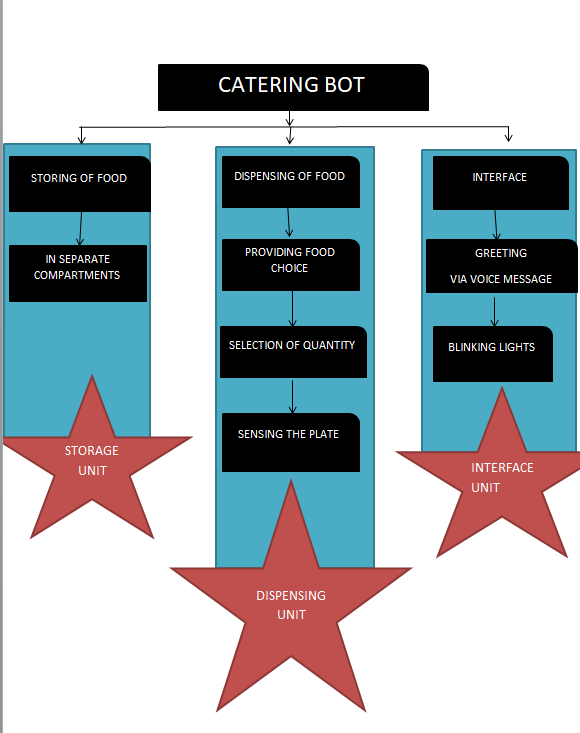 CATERING BOT
STORING OF FOOD
IN SEPARATE
COMPARTMENTS
STORAGE
UNIT
DISPENSING OF FOOD
PROVIDING FOOD
CHOICE
SELECTION OF QUANTITY
SENSING THE PLATE
DISPENSING
UNIT
INTERFACE
GREETING
VIA VOICE MESSAGE
BLINKING LIGHTS
INTERFACE
UNIT